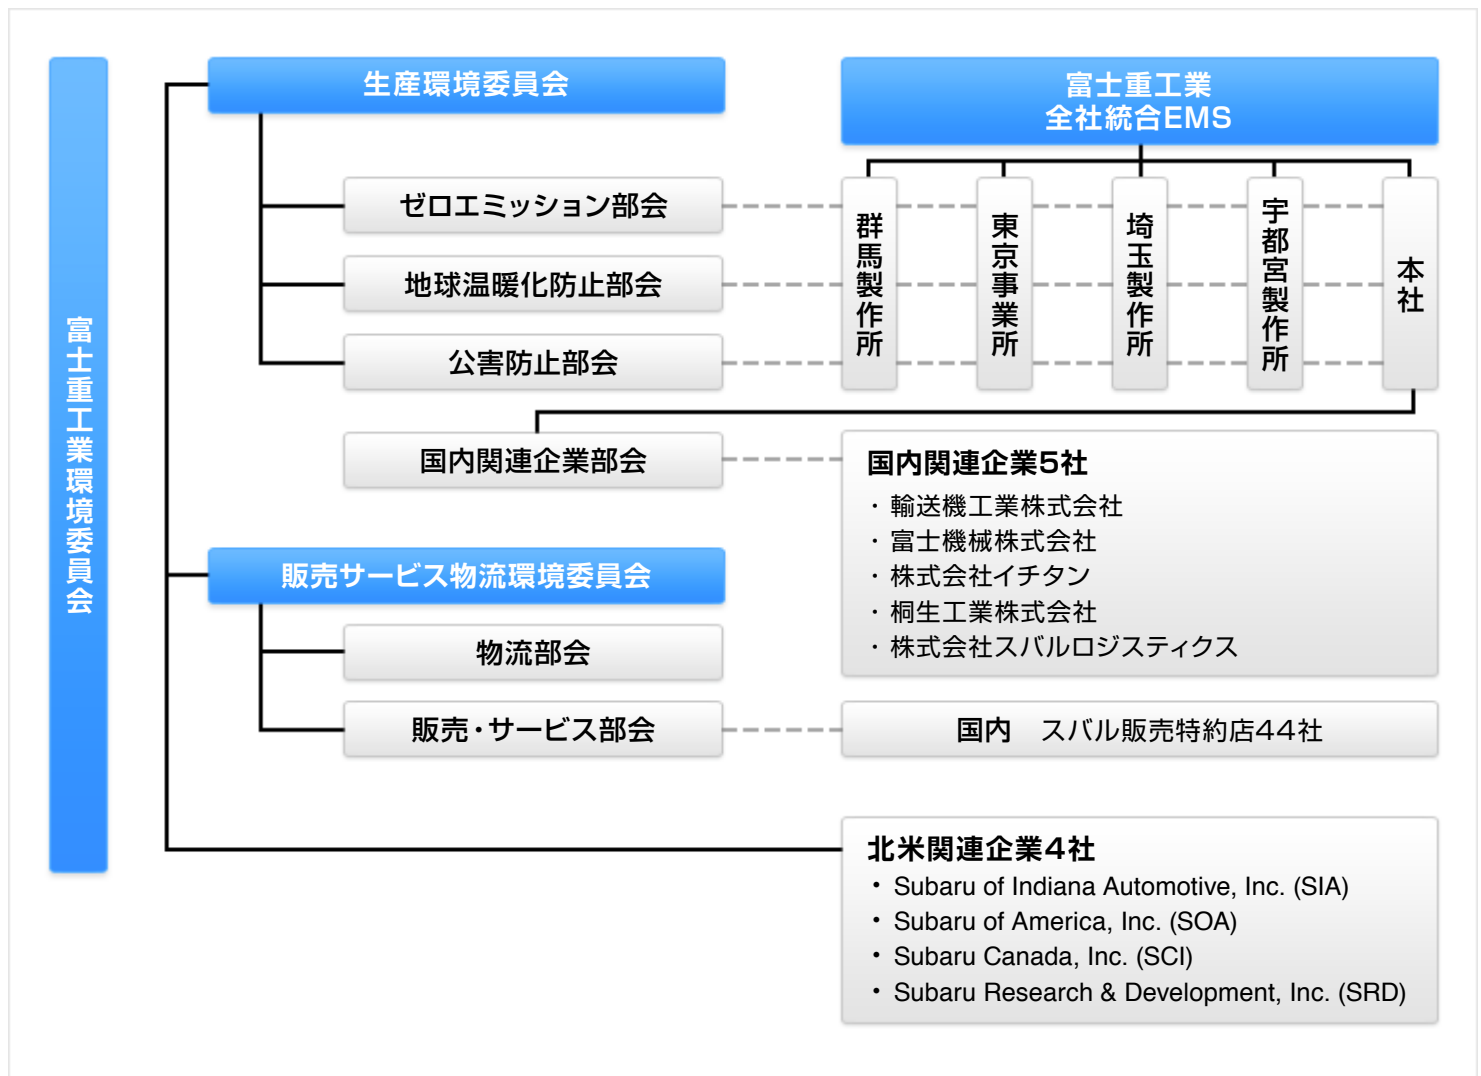 富士重工業環境委員会
生産環境委員会
ゼロエミッション部会
地球温暖化防止部会
公害防止部会
富士重工業
全社統合EMS
群馬製作所
東京事業所
埼玉製作所
宇都宮製作所
本社
国内関連企業部会
国内関連企業5社
・輸送機工業株式会社
・富士機械株式会社
・株式会社イチタン
・桐生工業株式会社
・株式会社スバルロジスティクス
販売サービス物流環境委員会
物流部会
販売・サービス部会
国内　スバル販売特約店44社
北米関連企業4社
・Subaru of Indiana Automotive, Inc. (SIA)
・Subaru of America, Inc. (SOA)
・Subaru Canada, Inc. (SCI)
・Subaru Research & Development, Inc. (SRD)